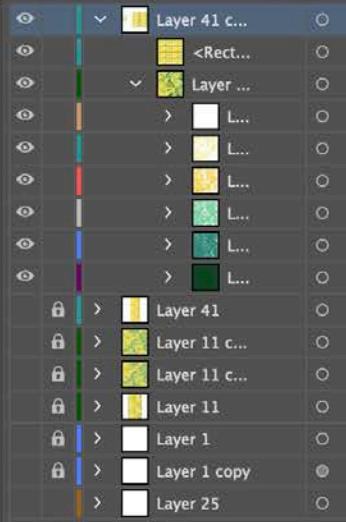 Layer 41 c...
<Rect...
Layer ...
L...
L...
L...
L...
L...
L...
Layer 41
Layer 11 c...
Layer 11 c...
Layer 11
Layer 1
Layer 1 copy
Layer 25